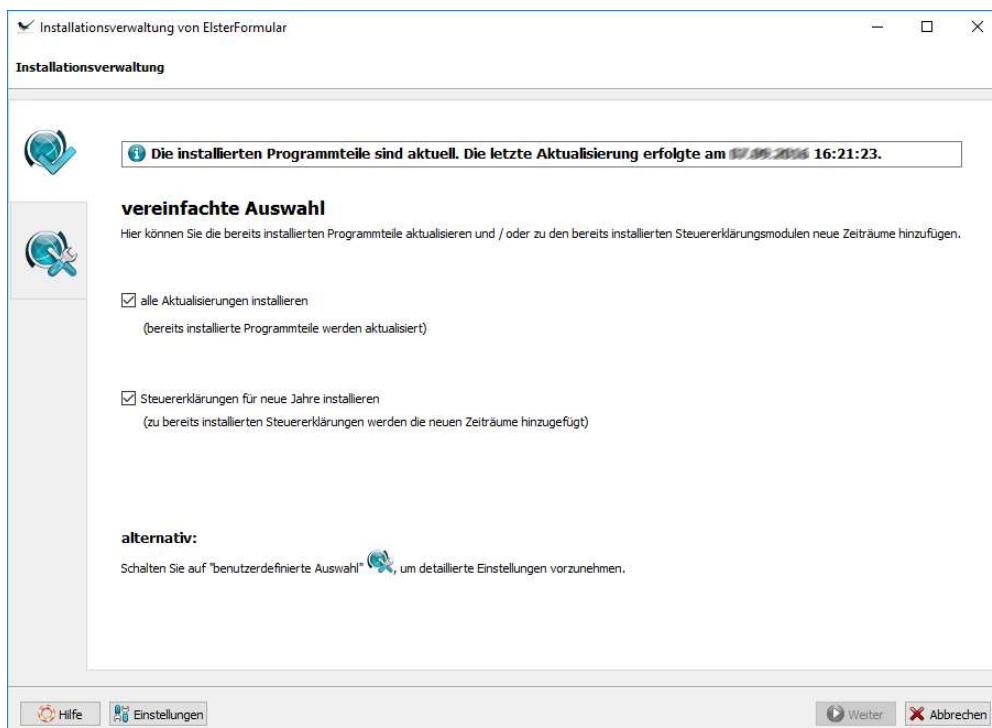 Installationsverwaltung von ElsterFormular
Installationsverwaltung
Die installierten Programmteile sind aktuell. Die letzte Aktualisierung erfolgte am 16:21:23.
vereinfachte Auswahl
Hier können Sie die bereits installierten Programmteile aktualisieren und / oder zu den bereits installierten Steuererklärungsmodulen neue Zeiträume hinzufügen.
alle Aktualisierungen installieren
(bereits installierte Programmteile werden aktualisiert)
Steuererklärungen für neue Jahre installieren
(zu bereits installierten Steuererklärungen werden die neuen Zeiträume hinzugefügt)
alternativ:
Schalten Sie auf "benutzerdefinierte Auswahl" , um detaillierte Einstellungen vorzunehmen.
Hilfe Einstellungen Weiter Abbrechen